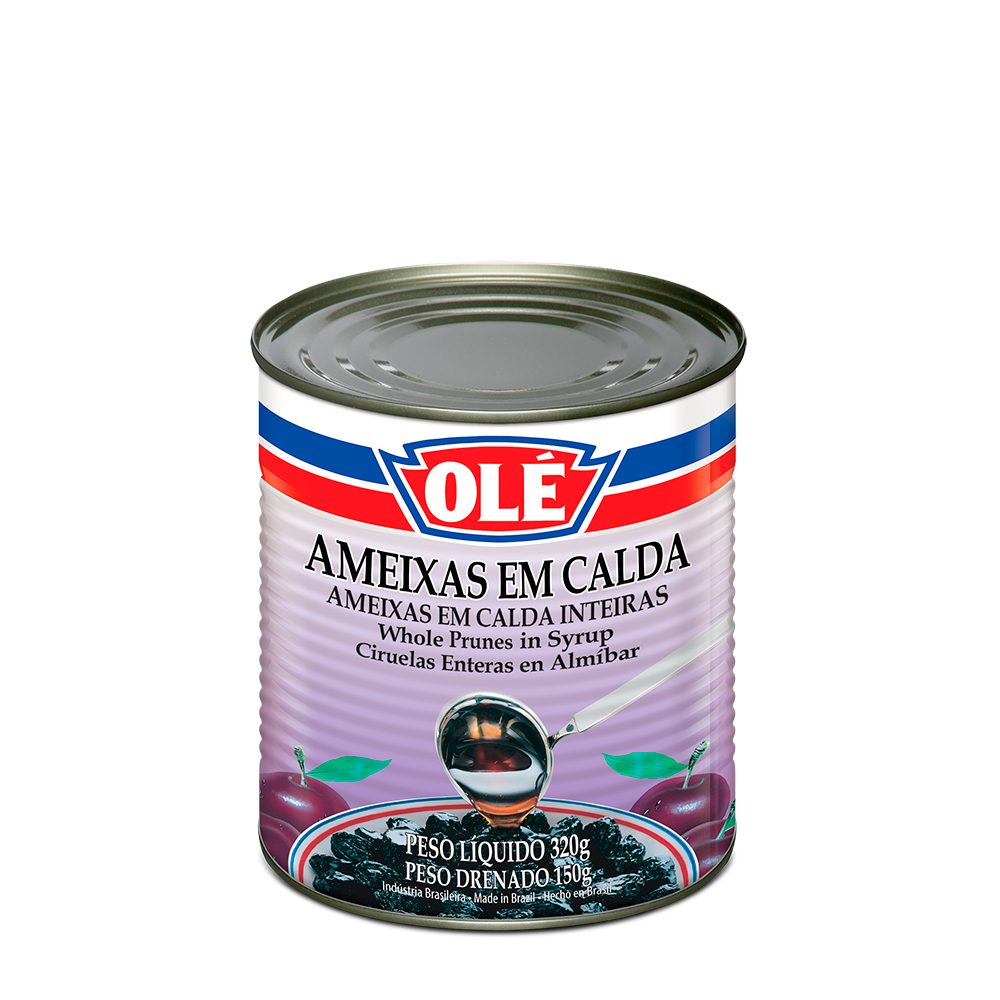 OLÉ
AMEIXAS EM CALDA
AMEIXAS EM CALDA INTEIRAS
Whole Prunes in Syrup
Ciruelas Enteras en Almíbar
PESO LÍQUIDO 320g
PESO DRENADO 150g
Indústria Brasileira • Made in Brazil • Hecho en Brasil